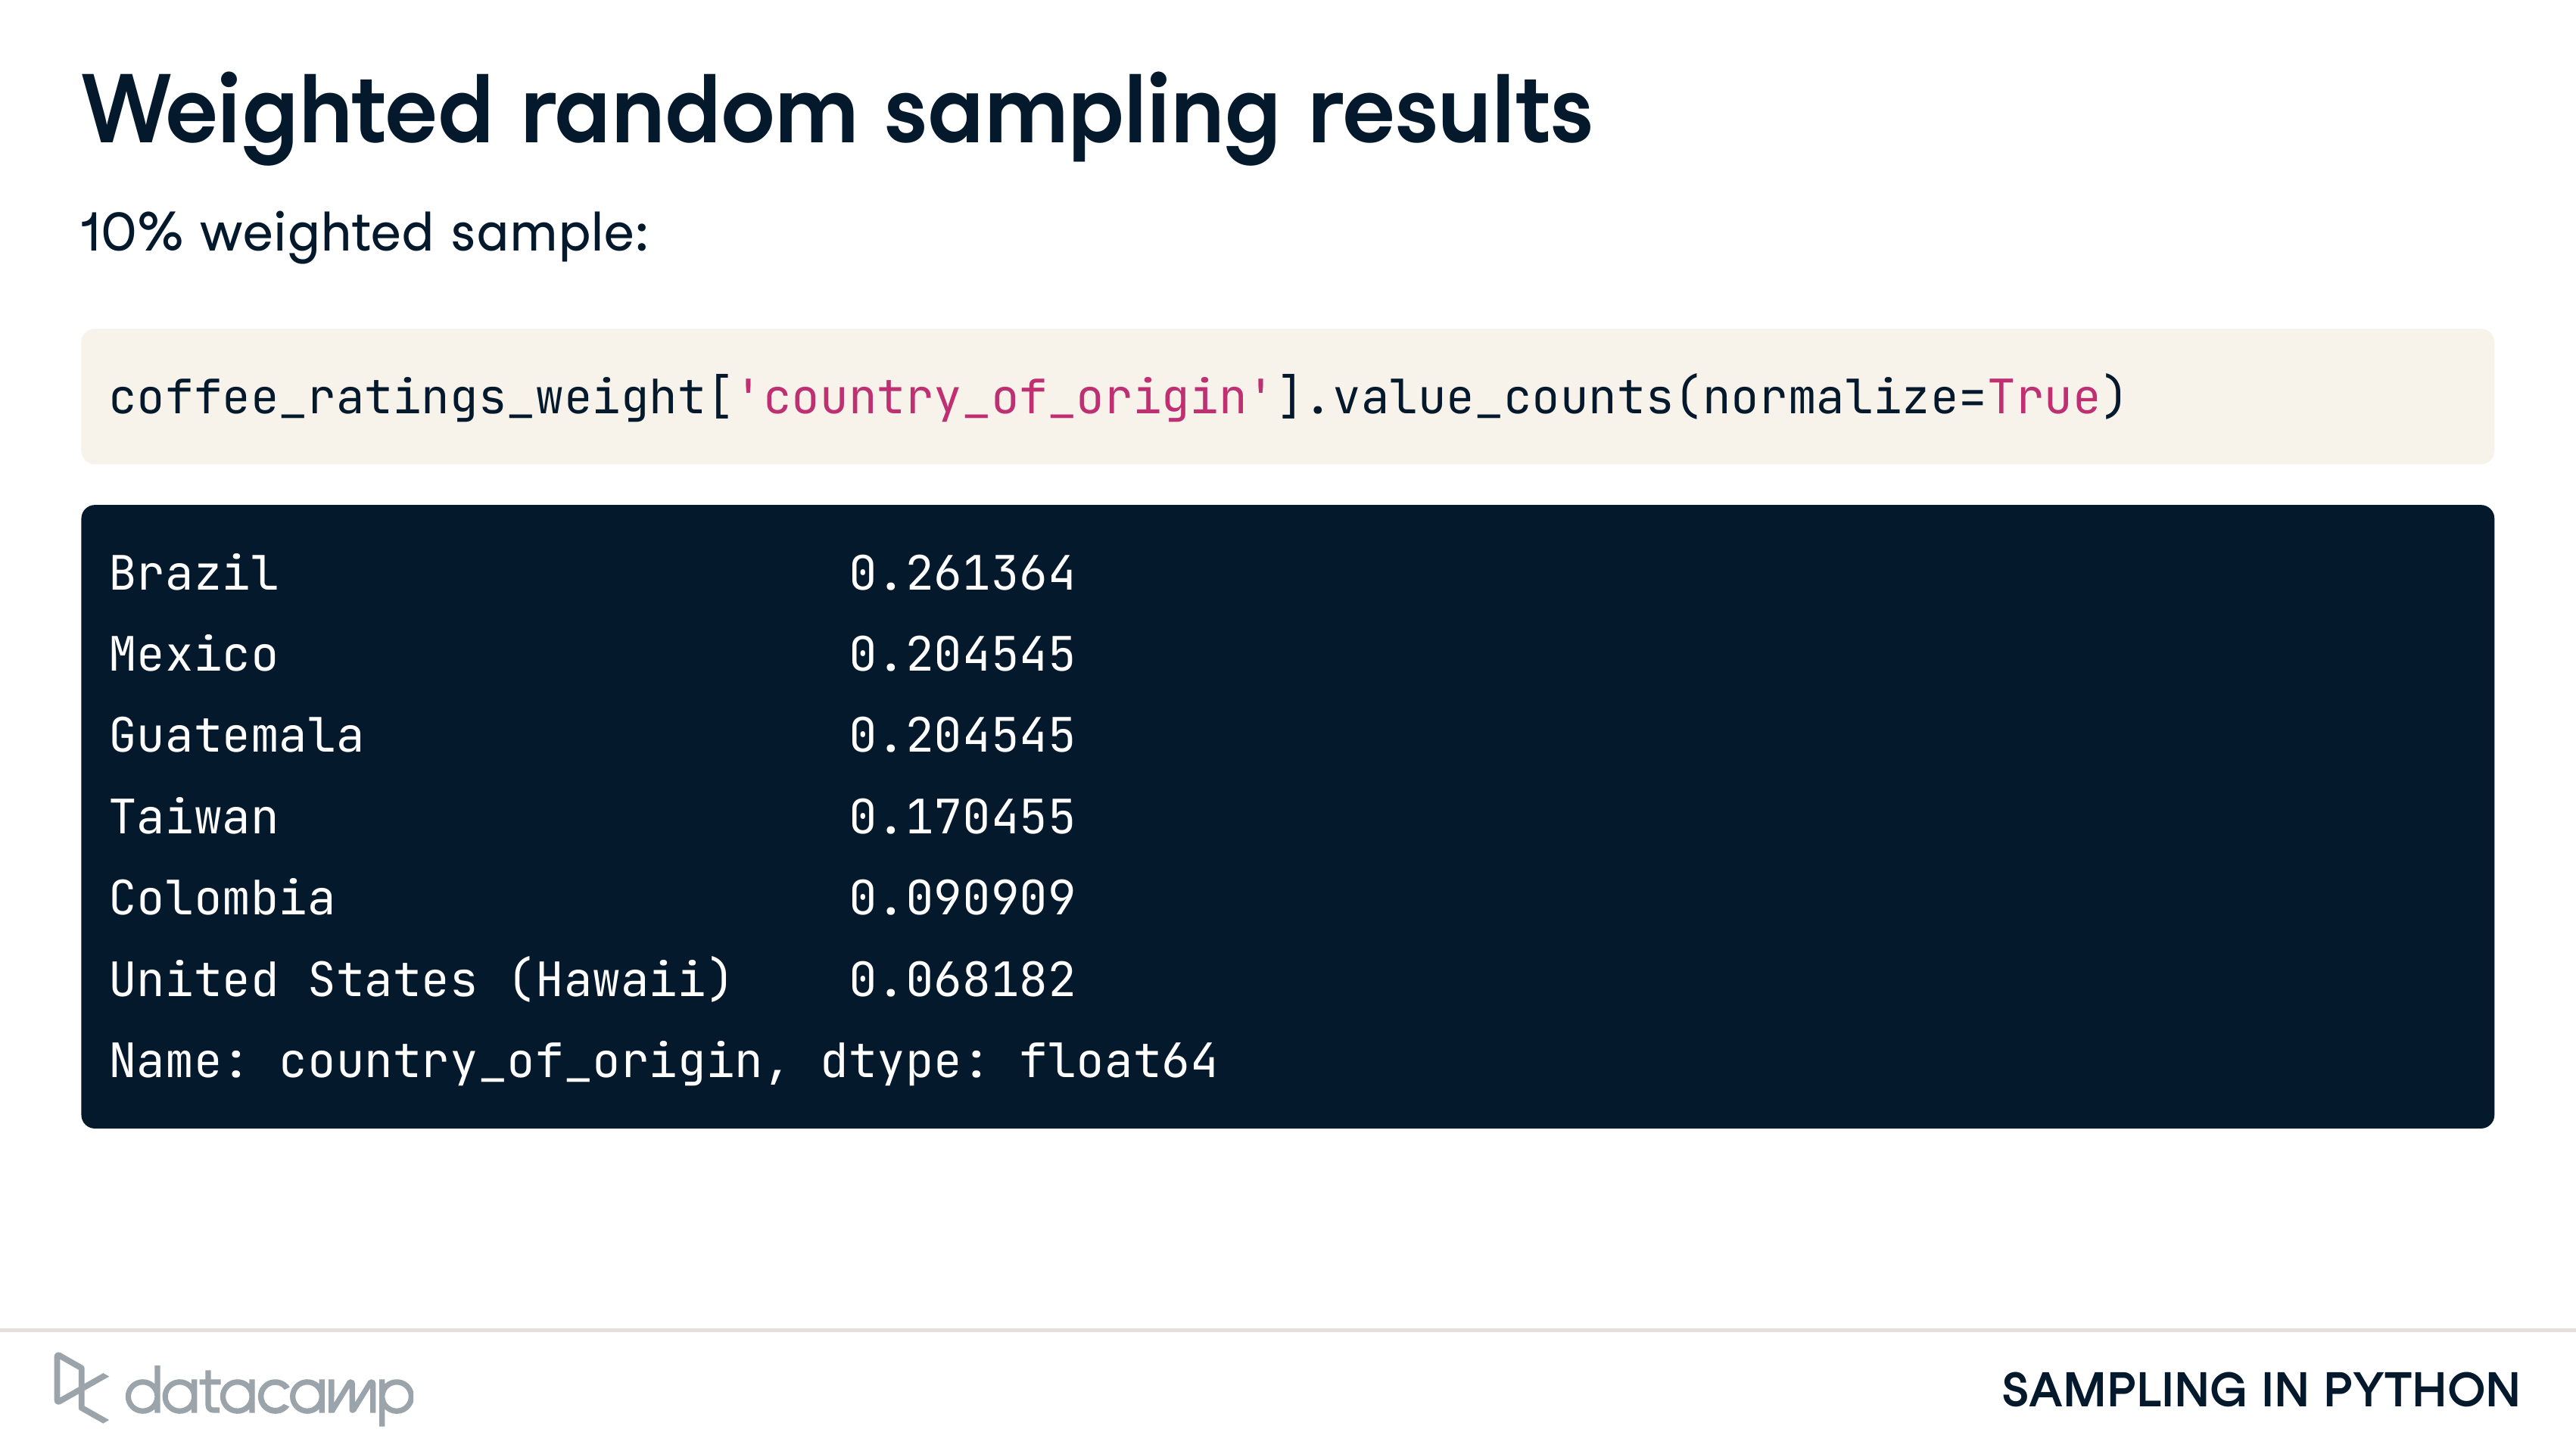 Weighted random sampling results
10% weighted sample:
coffee_ratings_weight['country_of_origin'].value_counts(normalize=True)
Brazil 0.261364
Mexico 0.204545
Guatemala 0.204545
Taiwan 0.170455
Colombia 0.090909
United States (Hawaii) 0.068182
Name: country_of_origin, dtype: float64
datacamp
SAMPLING IN PYTHON